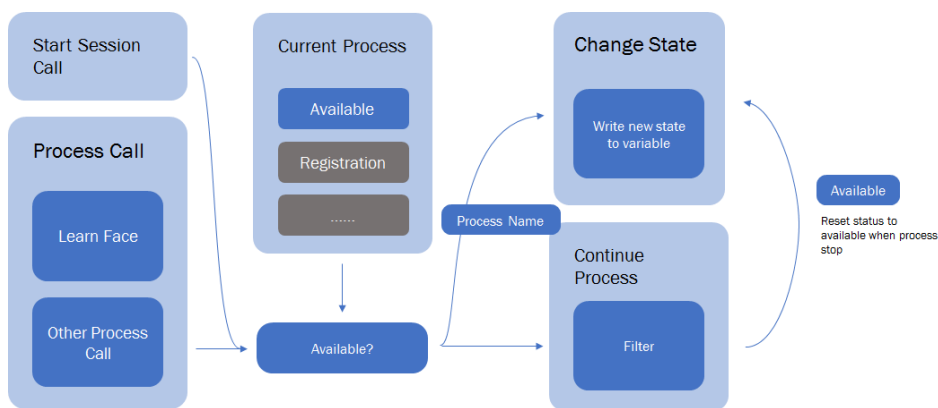 Start Session
Call
Process Call
Learn Face
Other Process
Call
Current Process
Available
Registration
......
Available?
Process Name
Change State
Write new state
to variable
Continue
Process
Filter
Available
Reset status to
available when process
stop